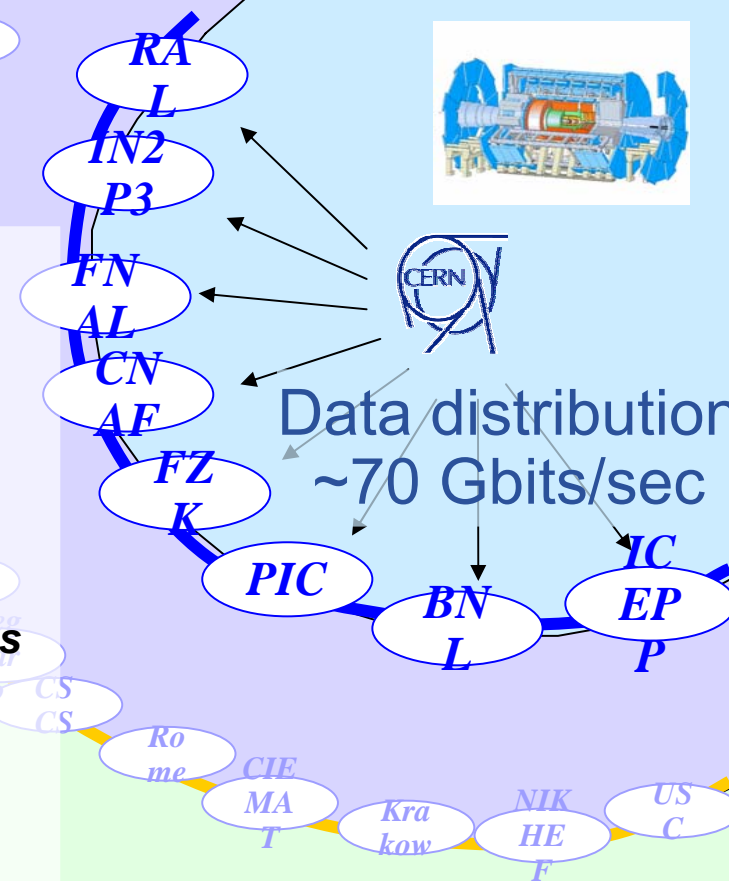 RA
L
IN2
P3
CERN
FN
AL
CN
AF
Data distribution
~70 Gbits/sec
FZ
K
PIC
BN
L
IC
EP
P
s
CS
CS
Ro
me
CIE
MA
T
Kra
kow
NIK
HE
F
US
C